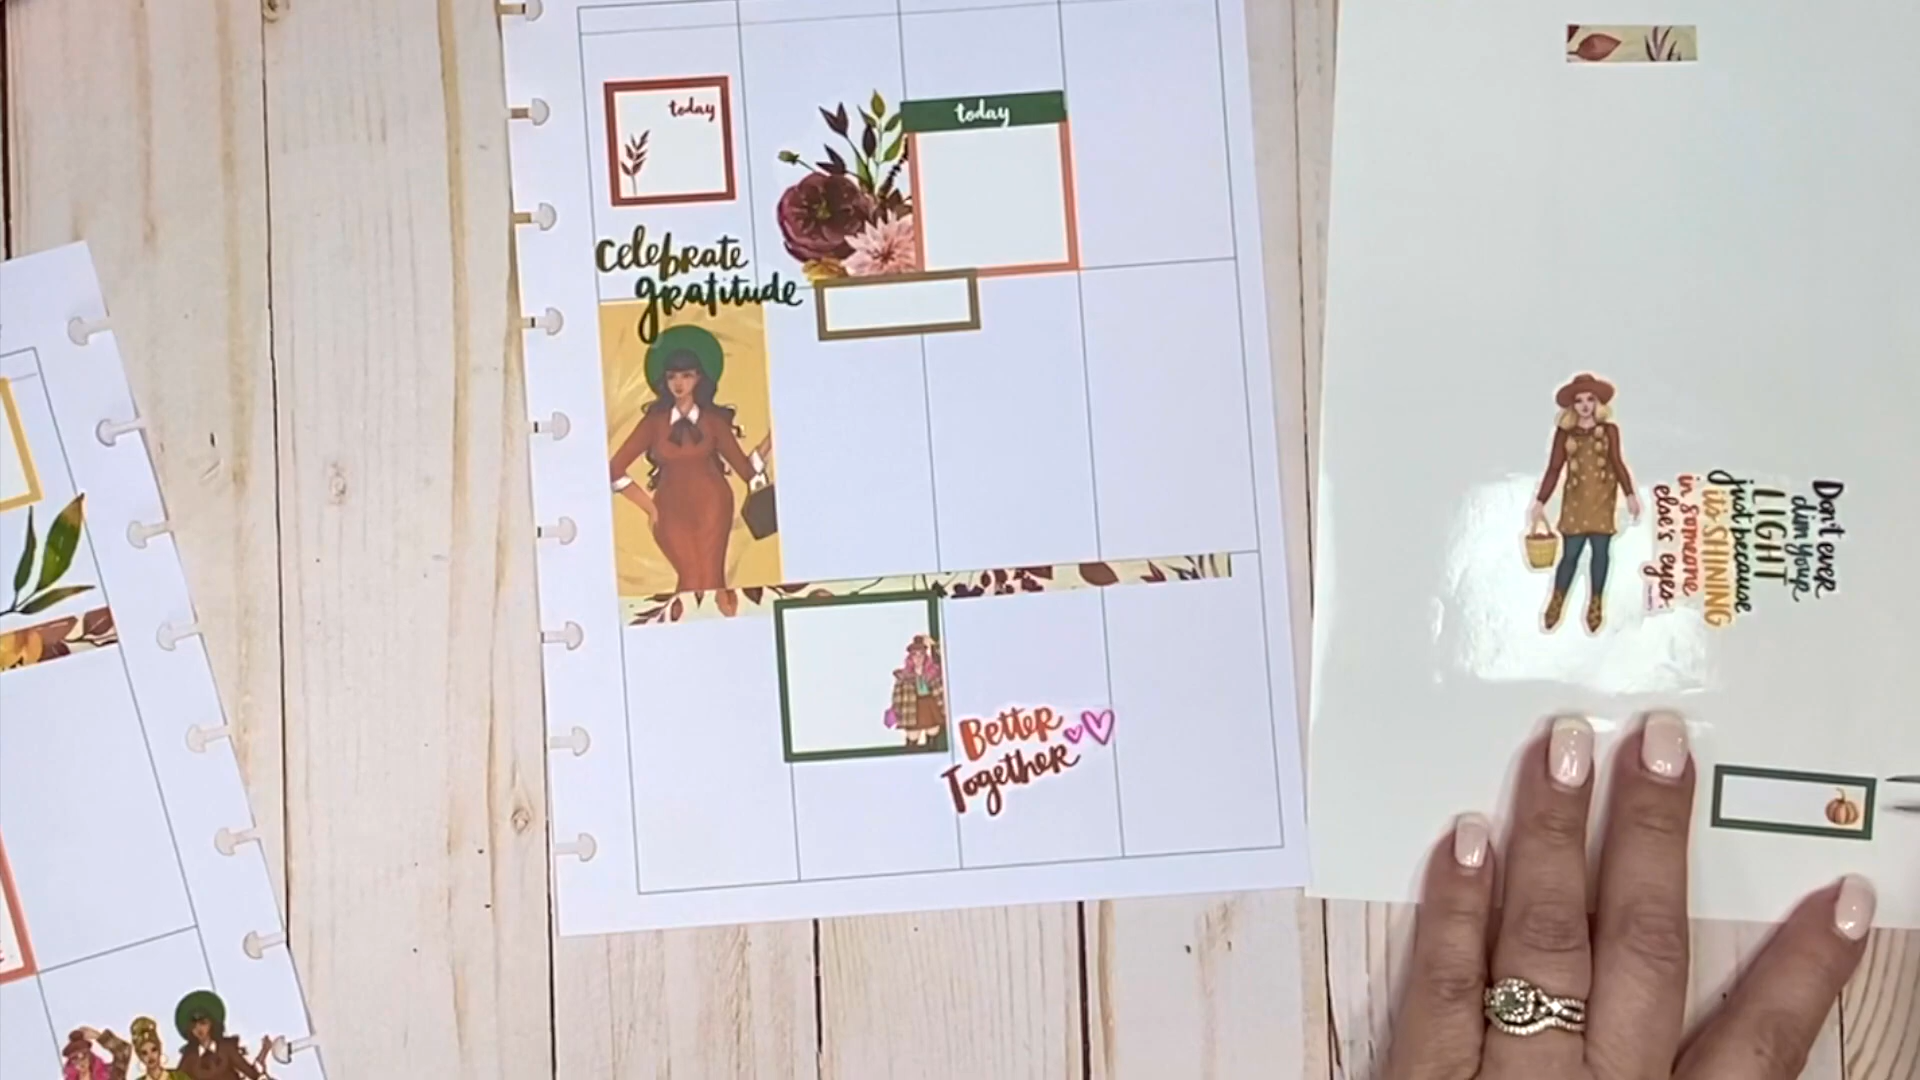 today
today
celebrate
gratitude
Better
Together
Don't ever
dim your
LIGHT
just because
it's SHINING
in someone
else's eyes.